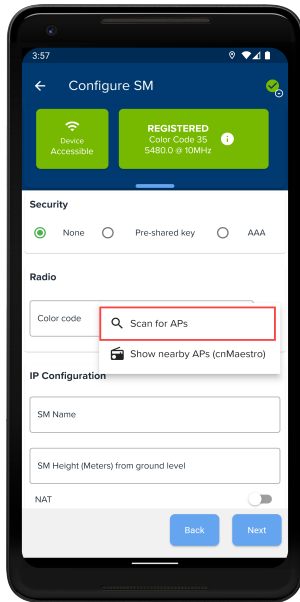 3:57
Configure SM
Device
Accessible
REGISTERED
Color Code 35
5480.0 @ 10MHz
Security
None
Pre-shared key
AAA
Radio
Color code
Scan for APs
Show nearby APs (cnMaestro)
IP Configuration
SM Name
SM Height (Meters) from ground level
NAT
Back
Next